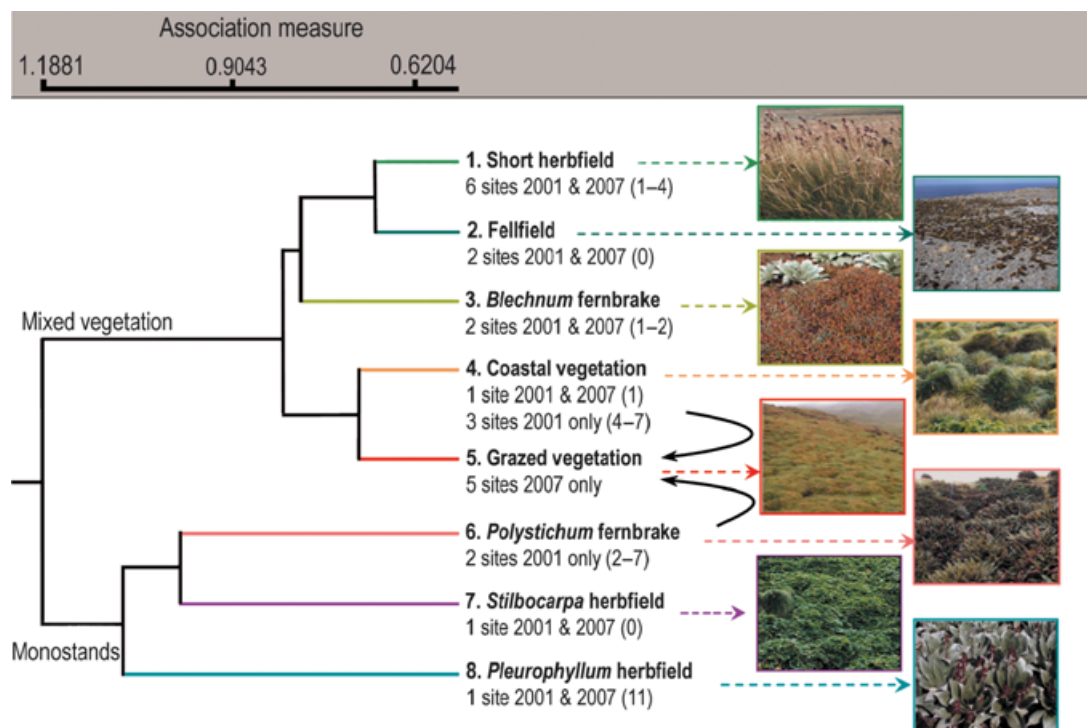 Association measure
1.1881 0.9043 0.6204
1. Short herbfield
6 sites 2001 & 2007 (1–4)
2. Fellfield
2 sites 2001 & 2007 (0)
3. Blechnum fernbrake
2 sites 2001 & 2007 (1–2)
Mixed vegetation
4. Coastal vegetation
1 site 2001 & 2007 (1)
3 sites 2001 only (4–7)
5. Grazed vegetation
5 sites 2007 only
6. Polystichum fernbrake
2 sites 2001 only (2–7)
7. Stilbocarpa herbfield
1 site 2001 & 2007 (0)
Monostands
8. Pleurophyllum herbfield
1 site 2001 & 2007 (11)